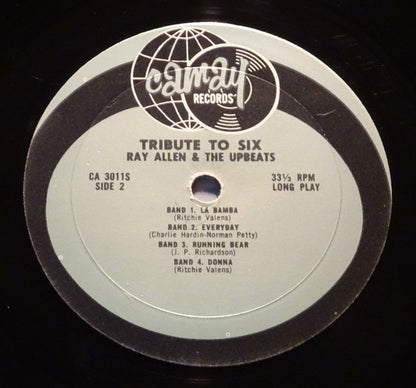 camay
RECORDS
TRIBUTE TO SIX
RAY ALLEN & THE UPBEATS
CA 3011S 33⅓ RPM
SIDE 2 LONG PLAY
BAND 1. LA BAMBA
(Ritchie Valens)
BAND 2. EVERYDAY
(Charlie Hardin-Norman Petty)
BAND 3. RUNNING BEAR
(J. P. Richardson)
BAND 4. DONNA
(Ritchie Valens)